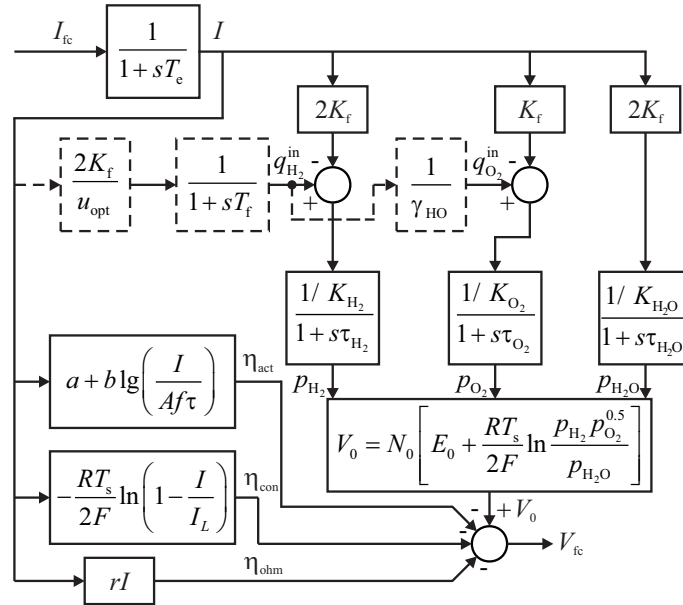 I_fc
1/(1+sT_e)
I
2K_f
K_f
2K_f
2K_f/u_opt
1/(1+sT_f)
q_H₂^in
-
+
1/γ_HO
q_O₂^in
-
+
(1/ K_H₂)/(1+sτ_H₂)
(1/ K_O₂)/(1+sτ_O₂)
(1/ K_H₂O)/(1+sτ_H₂O)
a+b lg(I/(Afτ))
η_act
p_H₂
p_O₂
p_H₂O
V_0 = N_0[E_0 + (RT_s/2F) ln(p_H₂ p_O₂^0.5 / p_H₂O)]
-(RT_s/2F) ln(1-I/I_L)
η_con
-
+
V_0
-
-
V_fc
rI
η_ohm